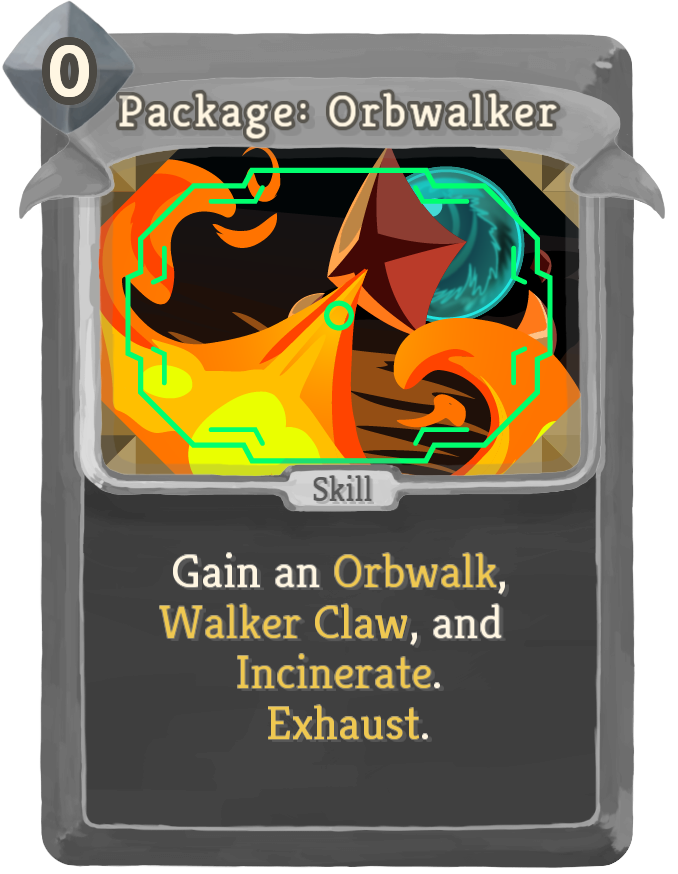 0
Package: Orbwalker
Skill
Gain an Orbwalk,
Walker Claw, and
Incinerate.
Exhaust.